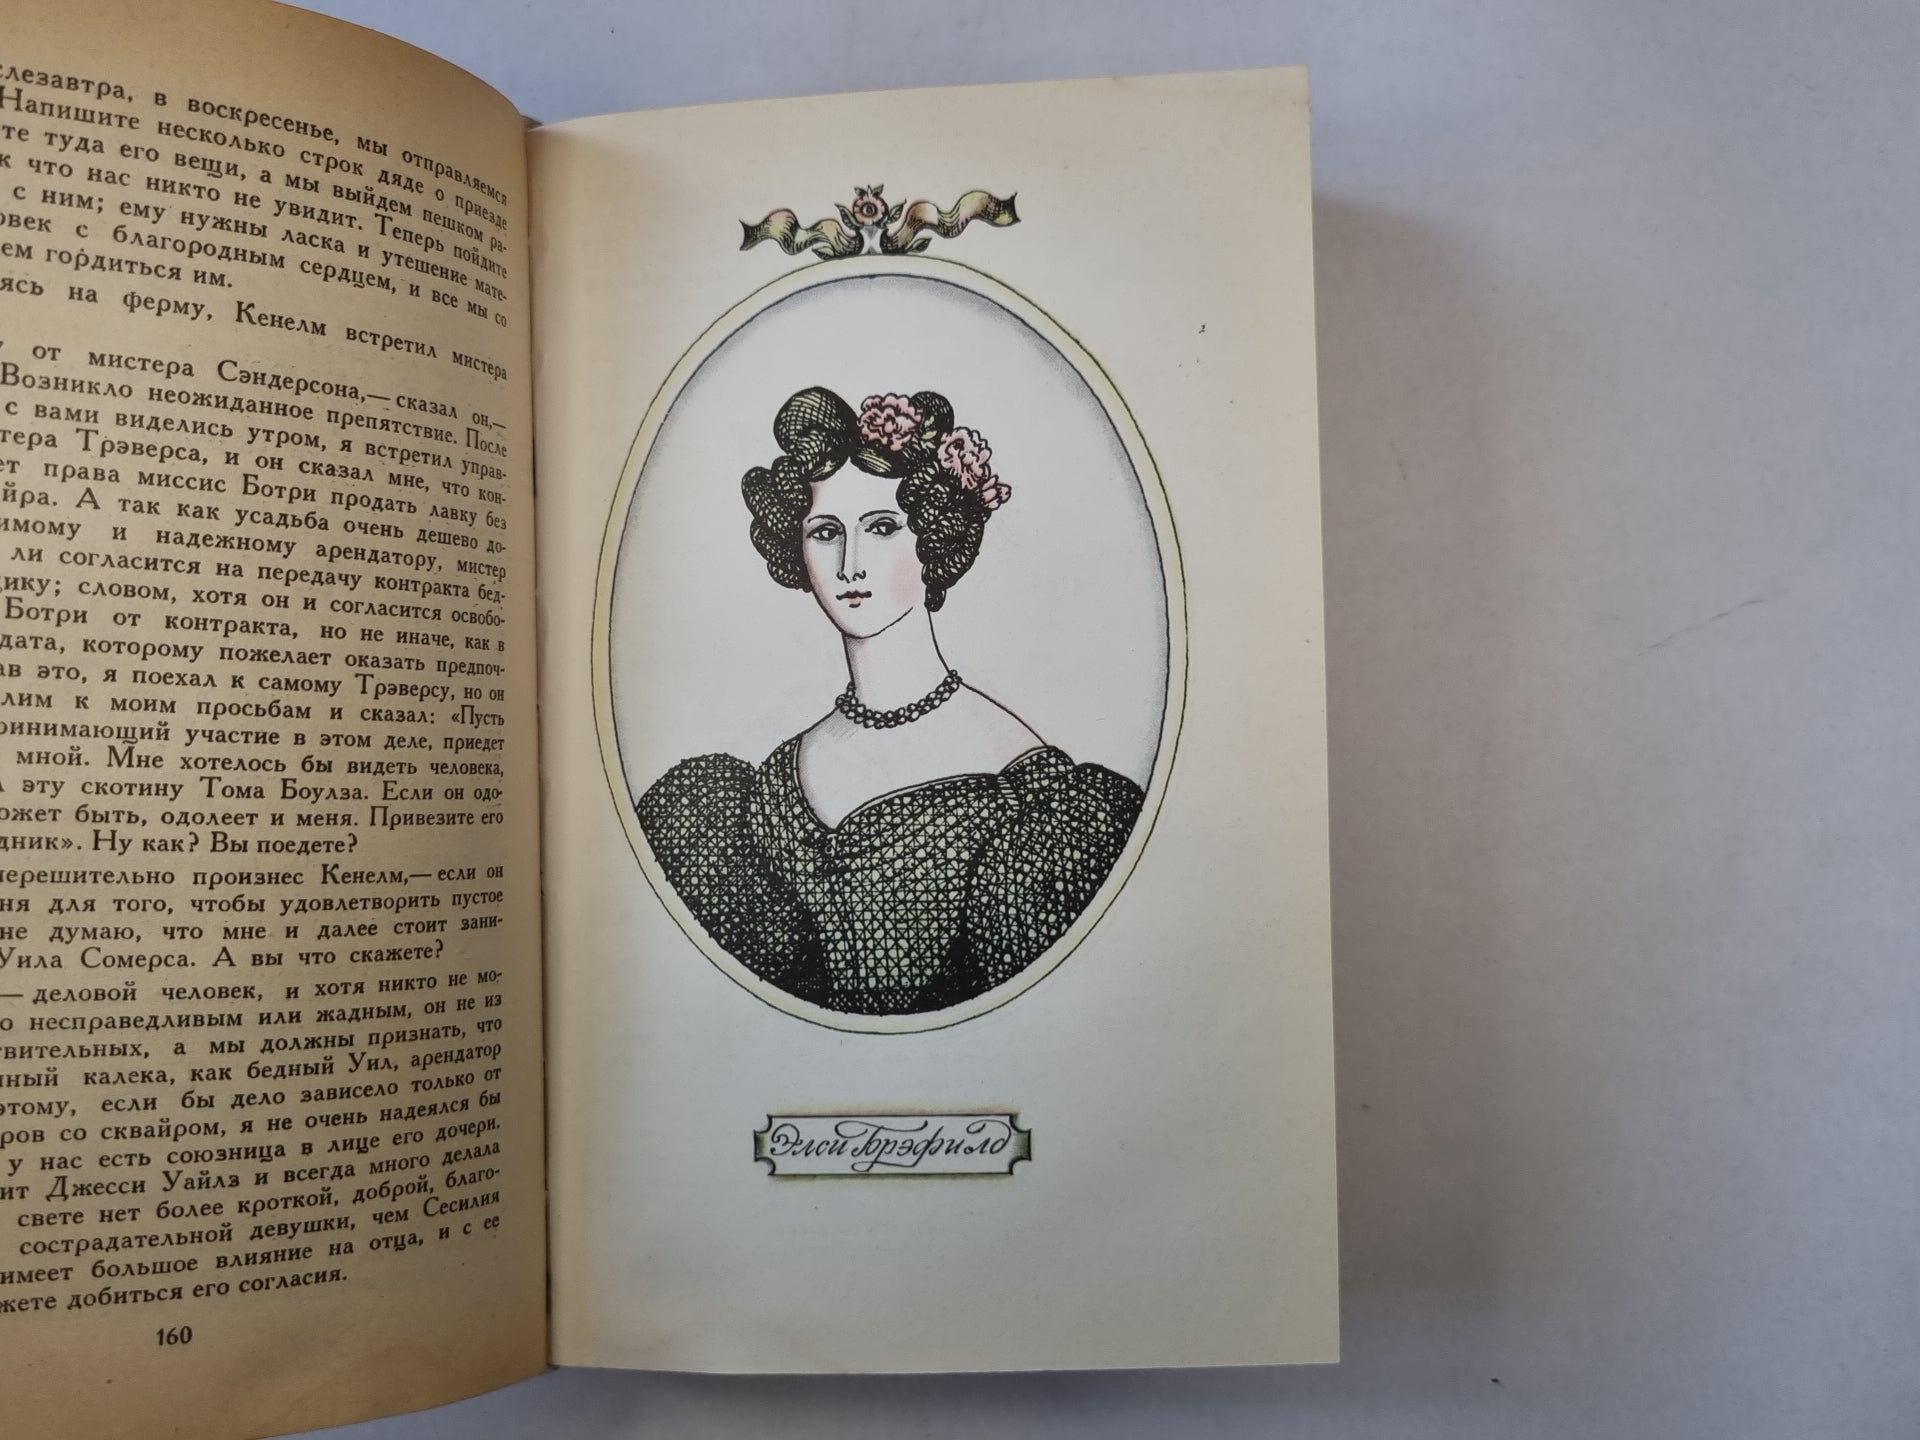 слезавтра, в воскресенье, мы отправляемся
Напишите несколько строк дяде о приезде
те туда его вещи, а мы выйдем пешком ра-
к что нас никто не увидит. Теперь пойдите
с ним; ему нужны ласка и утешение мате-
овек с благородным сердцем, и все мы со
ем гордиться им.
ясь на ферму, Кенелм встретил мистера
у от мистера Сэндерсона,— сказал он,—
Возникло неожиданное препятствие. После
с вами виделись утром, я встретил управ-
тера Трэверса, и он сказал мне, что кон-
ет права миссис Ботри продать лавку без
йра. А так как усадьба очень дешево до-
имому и надежному арендатору, мистер
ли согласится на передачу контракта бед-
щику; словом, хотя он и согласится освобо-
Ботри от контракта, но не иначе, как в
дата, которому пожелает оказать предпоч-
ав это, я поехал к самому Трэверсу, но он
лим к моим просьбам и сказал: «Пусть
ринимающий участие в этом деле, приедет
мной. Мне хотелось бы видеть человека,
л эту скотину Тома Боулза. Если он одо-
ожет быть, одолеет и меня. Привезите его
дник». Ну как? Вы поедете?
нерешительно произнес Кенелм,— если он
ня для того, чтобы удовлетворить пустое
не думаю, что мне и далее стоит зани-
Уила Сомерса. А вы что скажете?
— деловой человек, и хотя никто не мо-
о несправедливым или жадным, он не из
твительных, а мы должны признать, что
нный калека, как бедный Уил, арендатор
этому, если бы дело зависело только от
ров со сквайром, я не очень надеялся бы
у нас есть союзница в лице его дочери.
ит Джесси Уайлз и всегда много делала
свете нет более кроткой, доброй, благо-
сострадательной девушки, чем Сесилия
имеет большое влияние на отца, и с ее
жете добиться его согласия.
160
Элси Брэфилд